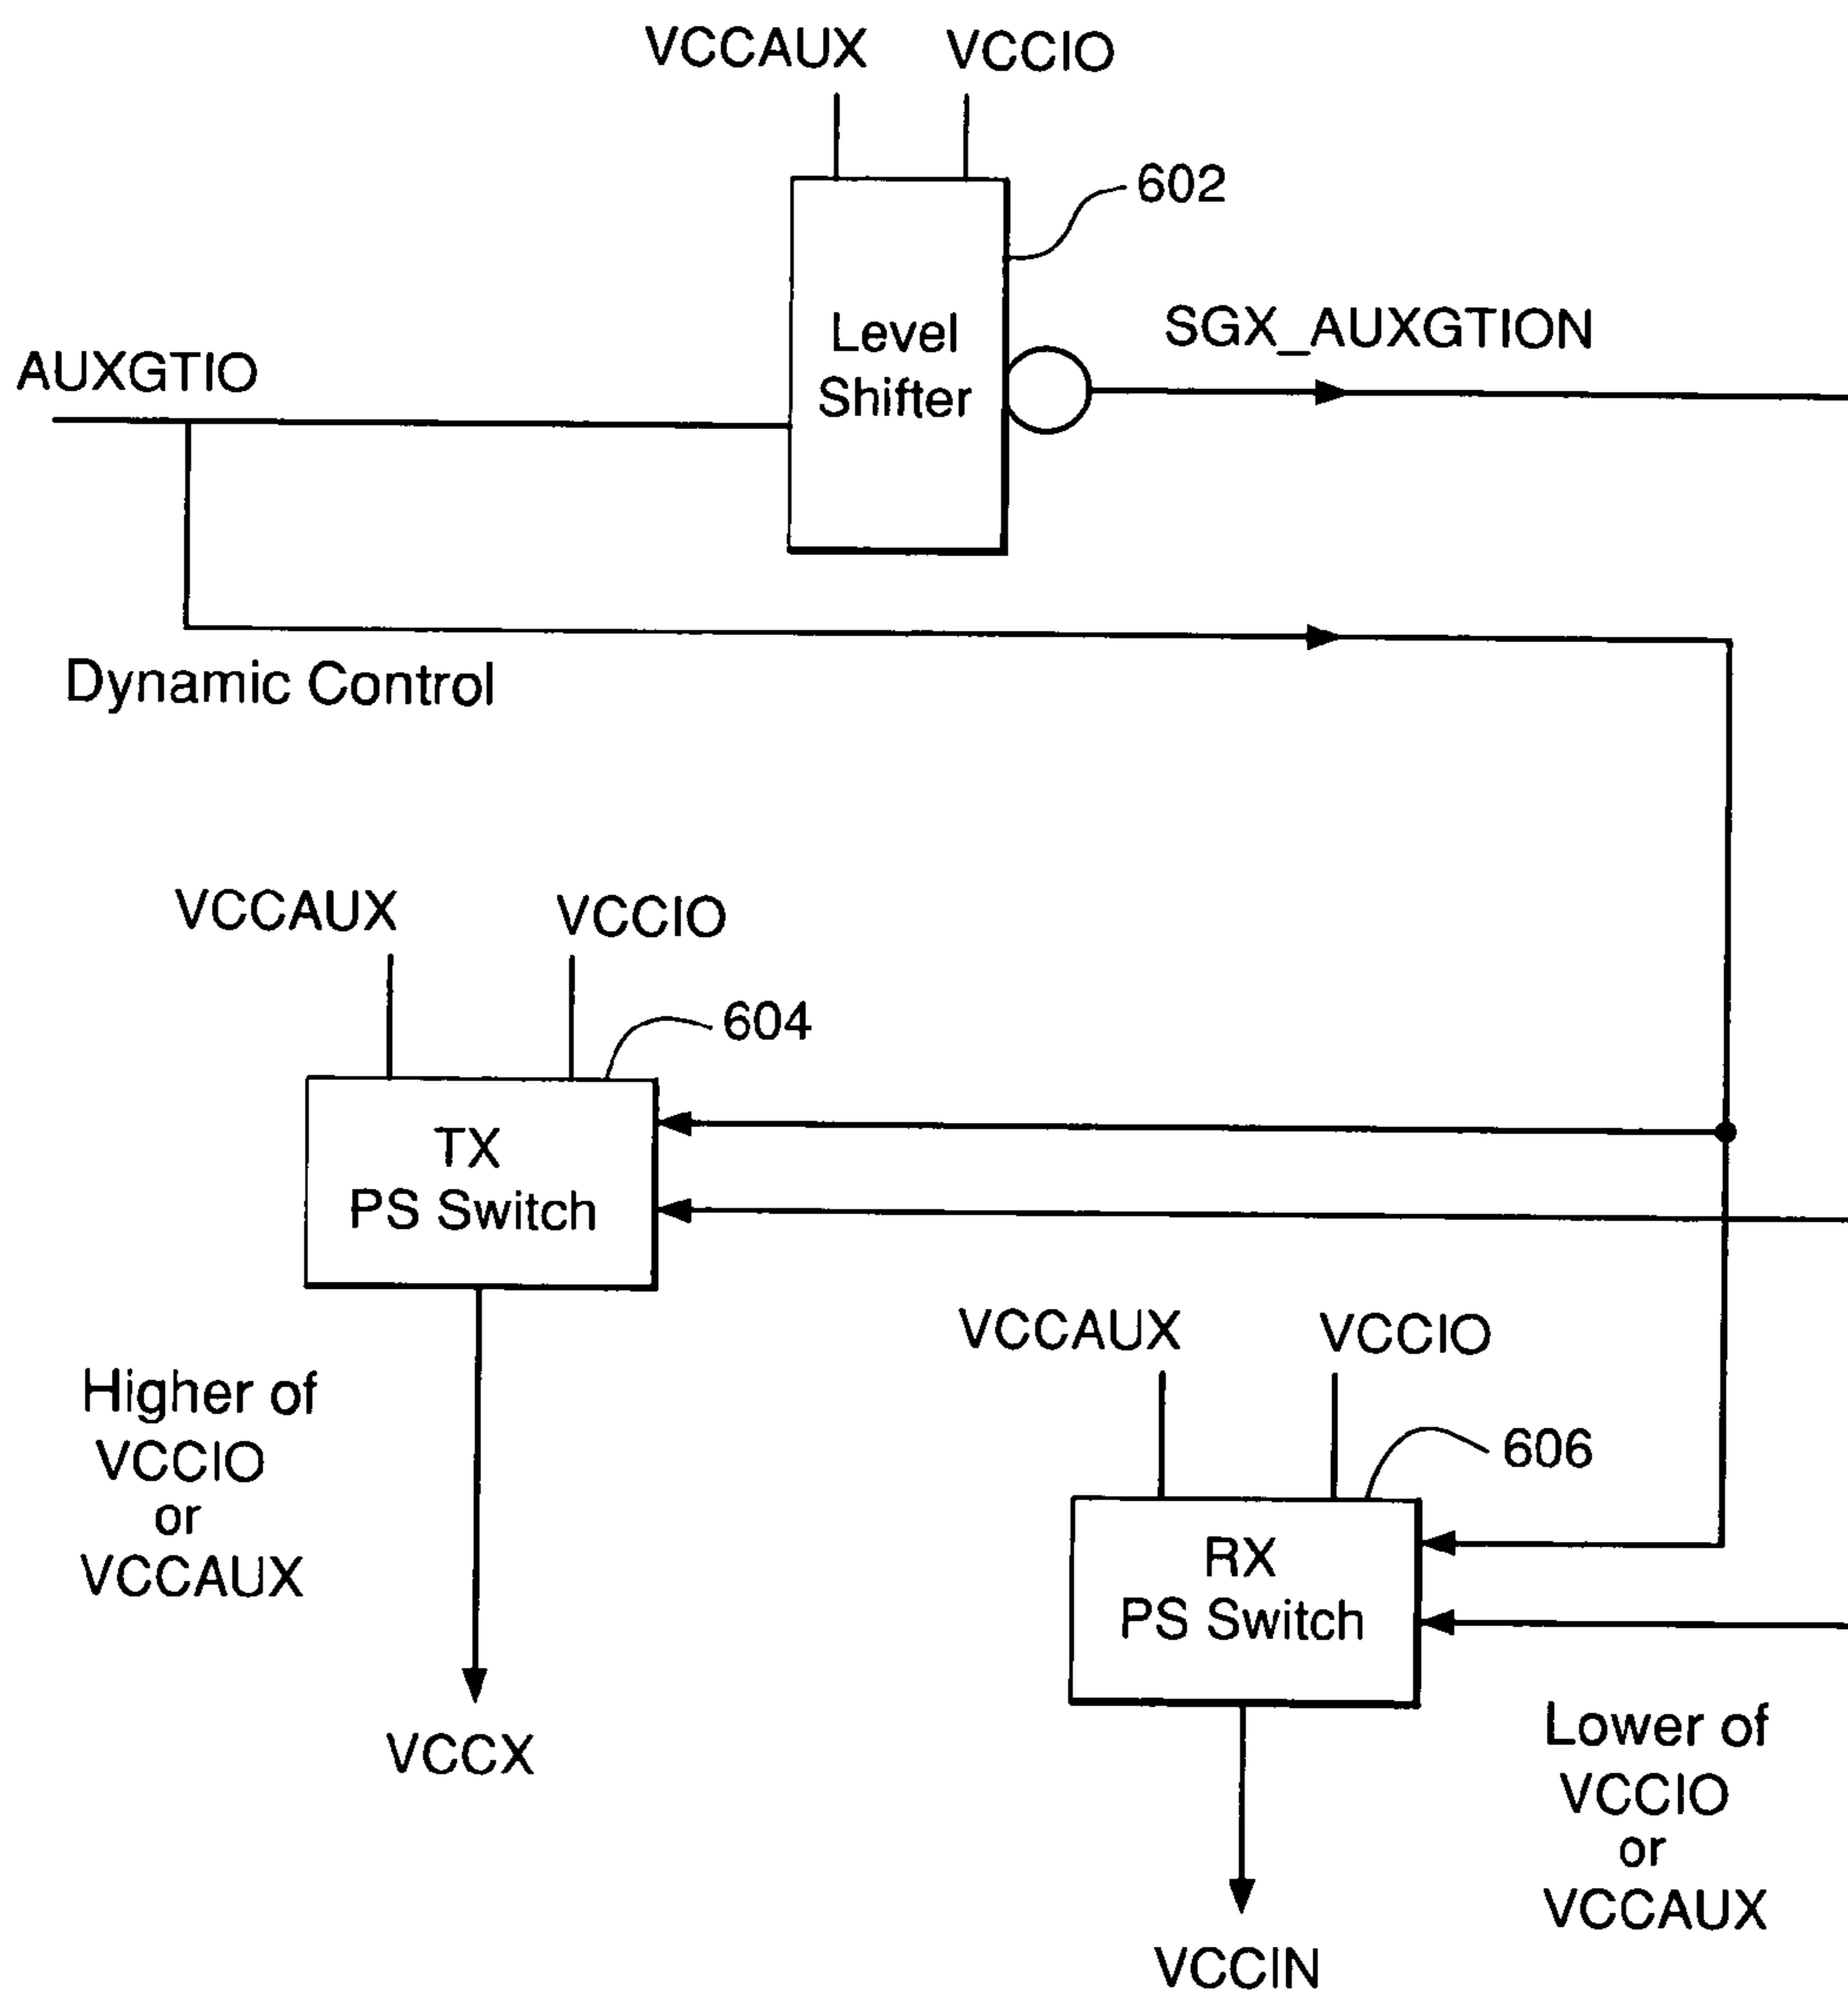 VCCAUX VCCIO
602
Level
Shifter
SGX_AUXGTION
AUXGTIO
Dynamic Control
VCCAUX VCCIO
604
TX
PS Switch
VCCAUX VCCIO
Higher of
VCCIO
or
VCCAUX
606
RX
PS Switch
VCCX
Lower of
VCCIO
or
VCCAUX
VCCIN